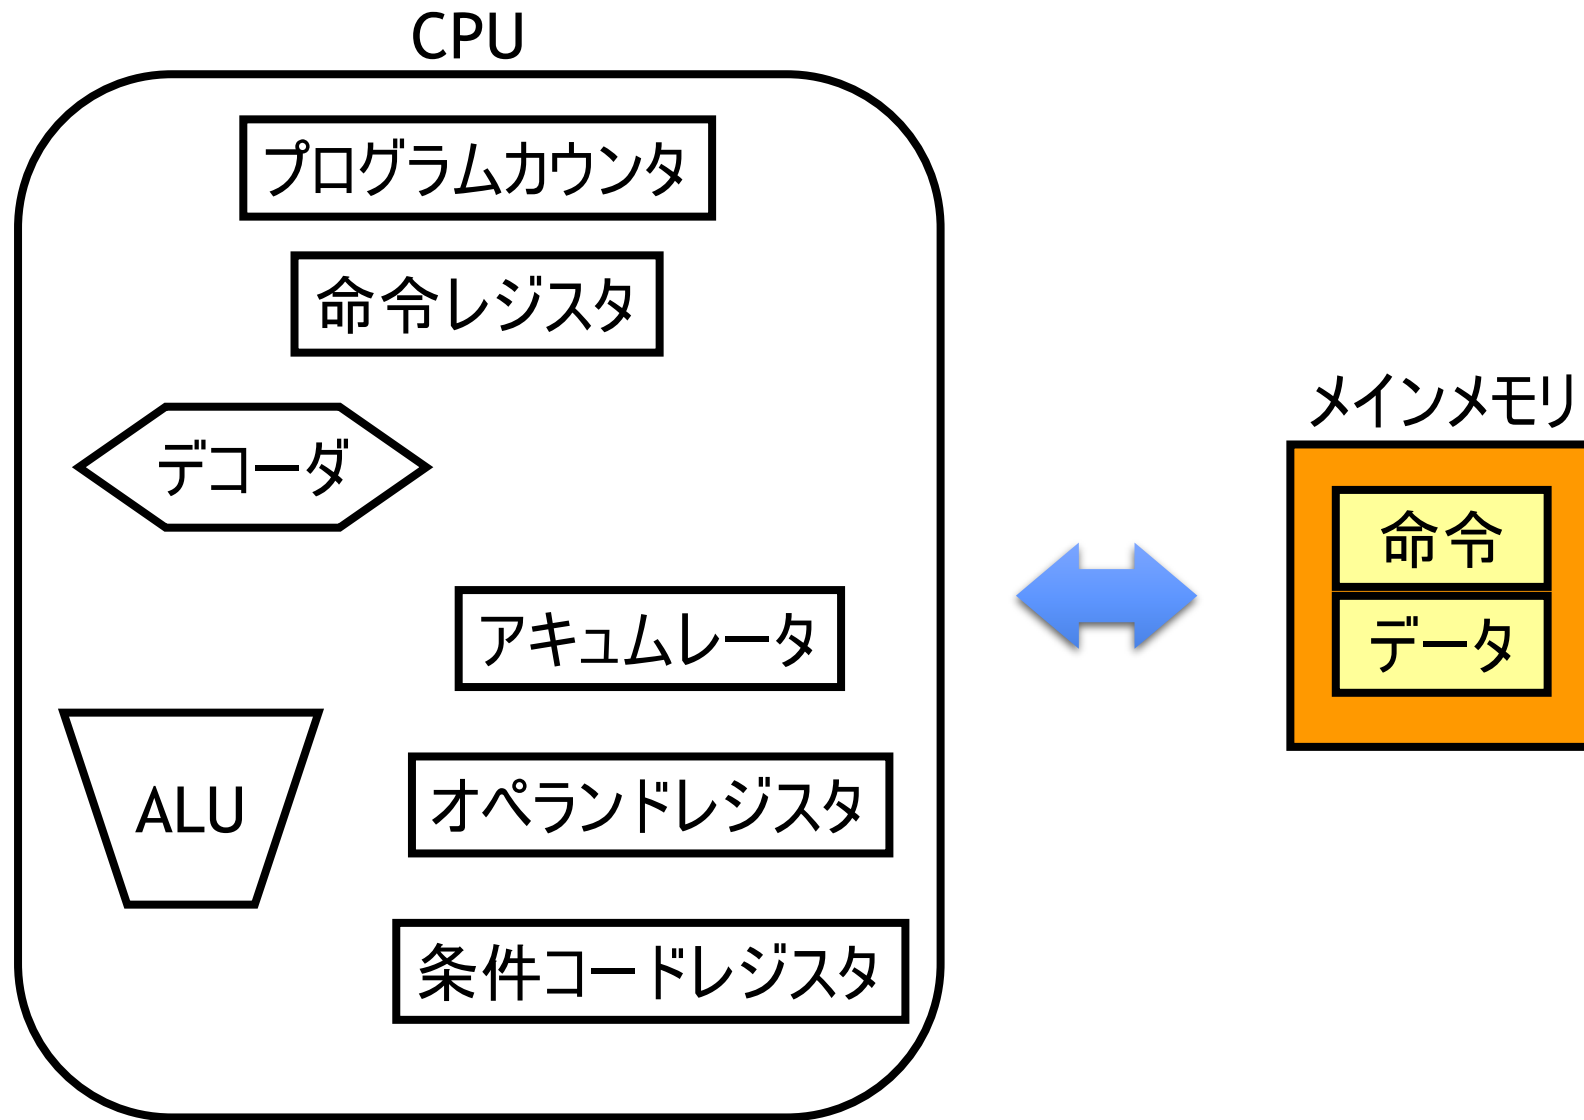 CPU
プログラムカウンタ
命令レジスタ
デコーダ
アキュムレータ
ALU
オペランドレジスタ
条件コードレジスタ
メインメモリ
命令
データ